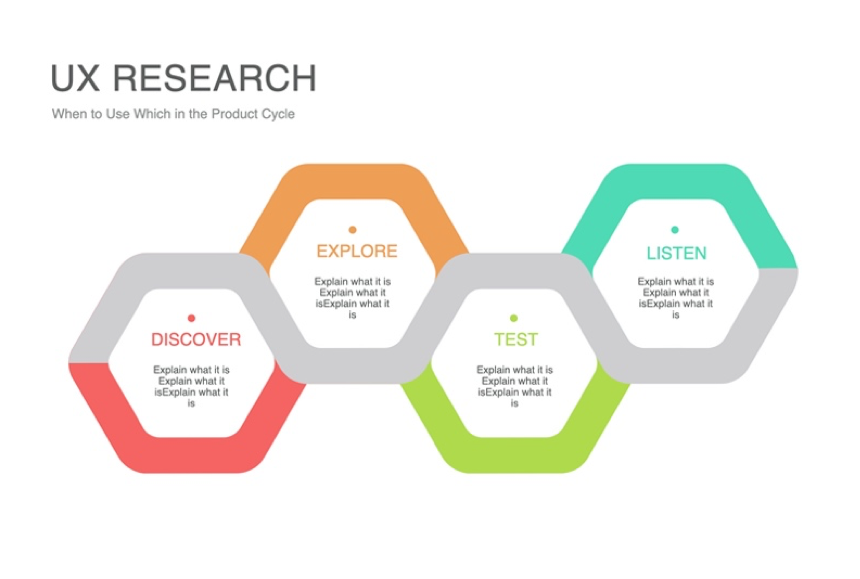 UX RESEARCH
When to Use Which in the Product Cycle
DISCOVER
Explain what it is
Explain what it
isExplain what it
is
EXPLORE
Explain what it is
Explain what it
isExplain what it
is
TEST
Explain what it is
Explain what it
isExplain what it
is
LISTEN
Explain what it is
Explain what it
isExplain what it
is